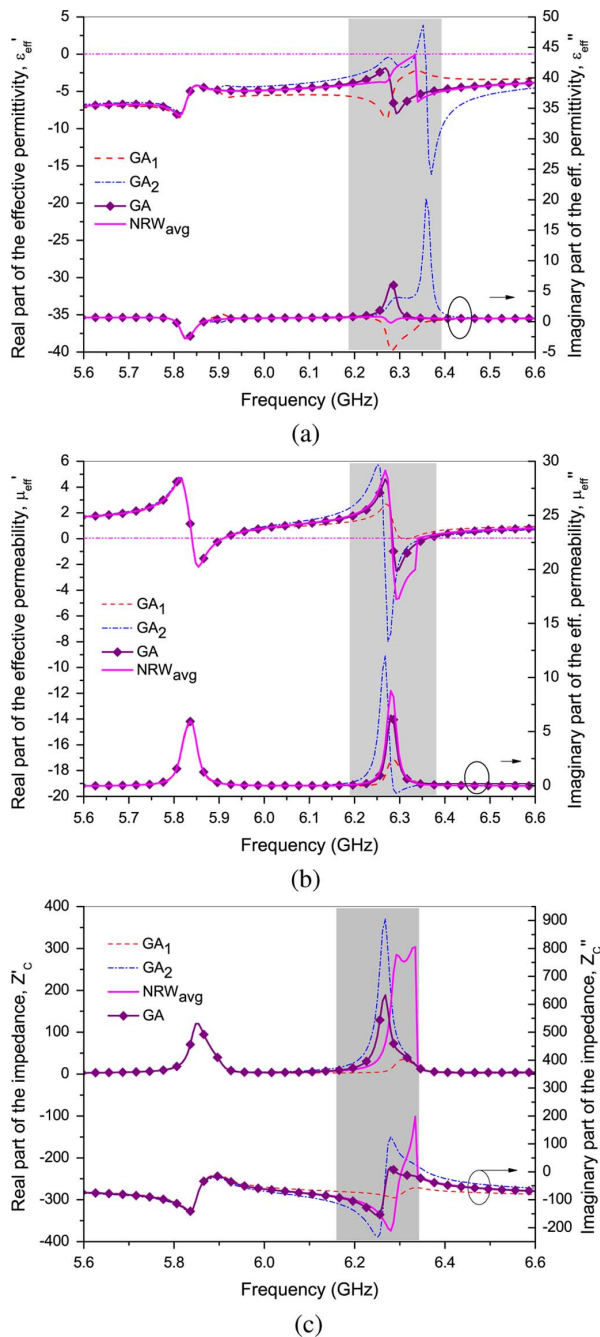 Real part of the effective permittivity, εeff'
5
0
-5
-10
-15
-20
-25
-30
-35
-40
GA1
GA2
GA
NRWavg
50
45
40
35
30
25
20
15
10
5
0
-5
Imaginary part of the eff. permittivity, εeff''
5.6 5.7 5.8 5.9 6.0 6.1 6.2 6.3 6.4 6.5 6.6
Frequency (GHz)
(a)
Real part of the effective permeability, μeff'
6
4
2
0
-2
-4
-6
-8
-10
-12
-14
-16
-18
-20
GA1
GA2
GA
NRWavg
30
25
20
15
10
5
0
Imaginary part of the eff. permeability, μeff''
5.6 5.7 5.8 5.9 6.0 6.1 6.2 6.3 6.4 6.5 6.6
Frequency (GHz)
(b)
Real part of the impedance, Z'C
400
300
200
100
0
-100
-200
-300
-400
GA1
GA2
NRWavg
GA
900
800
700
600
500
400
300
200
100
0
-100
-200
Imaginary part of the impedance, ZC''
5.6 5.7 5.8 5.9 6.0 6.1 6.2 6.3 6.4 6.5 6.6
Frequency (GHz)
(c)